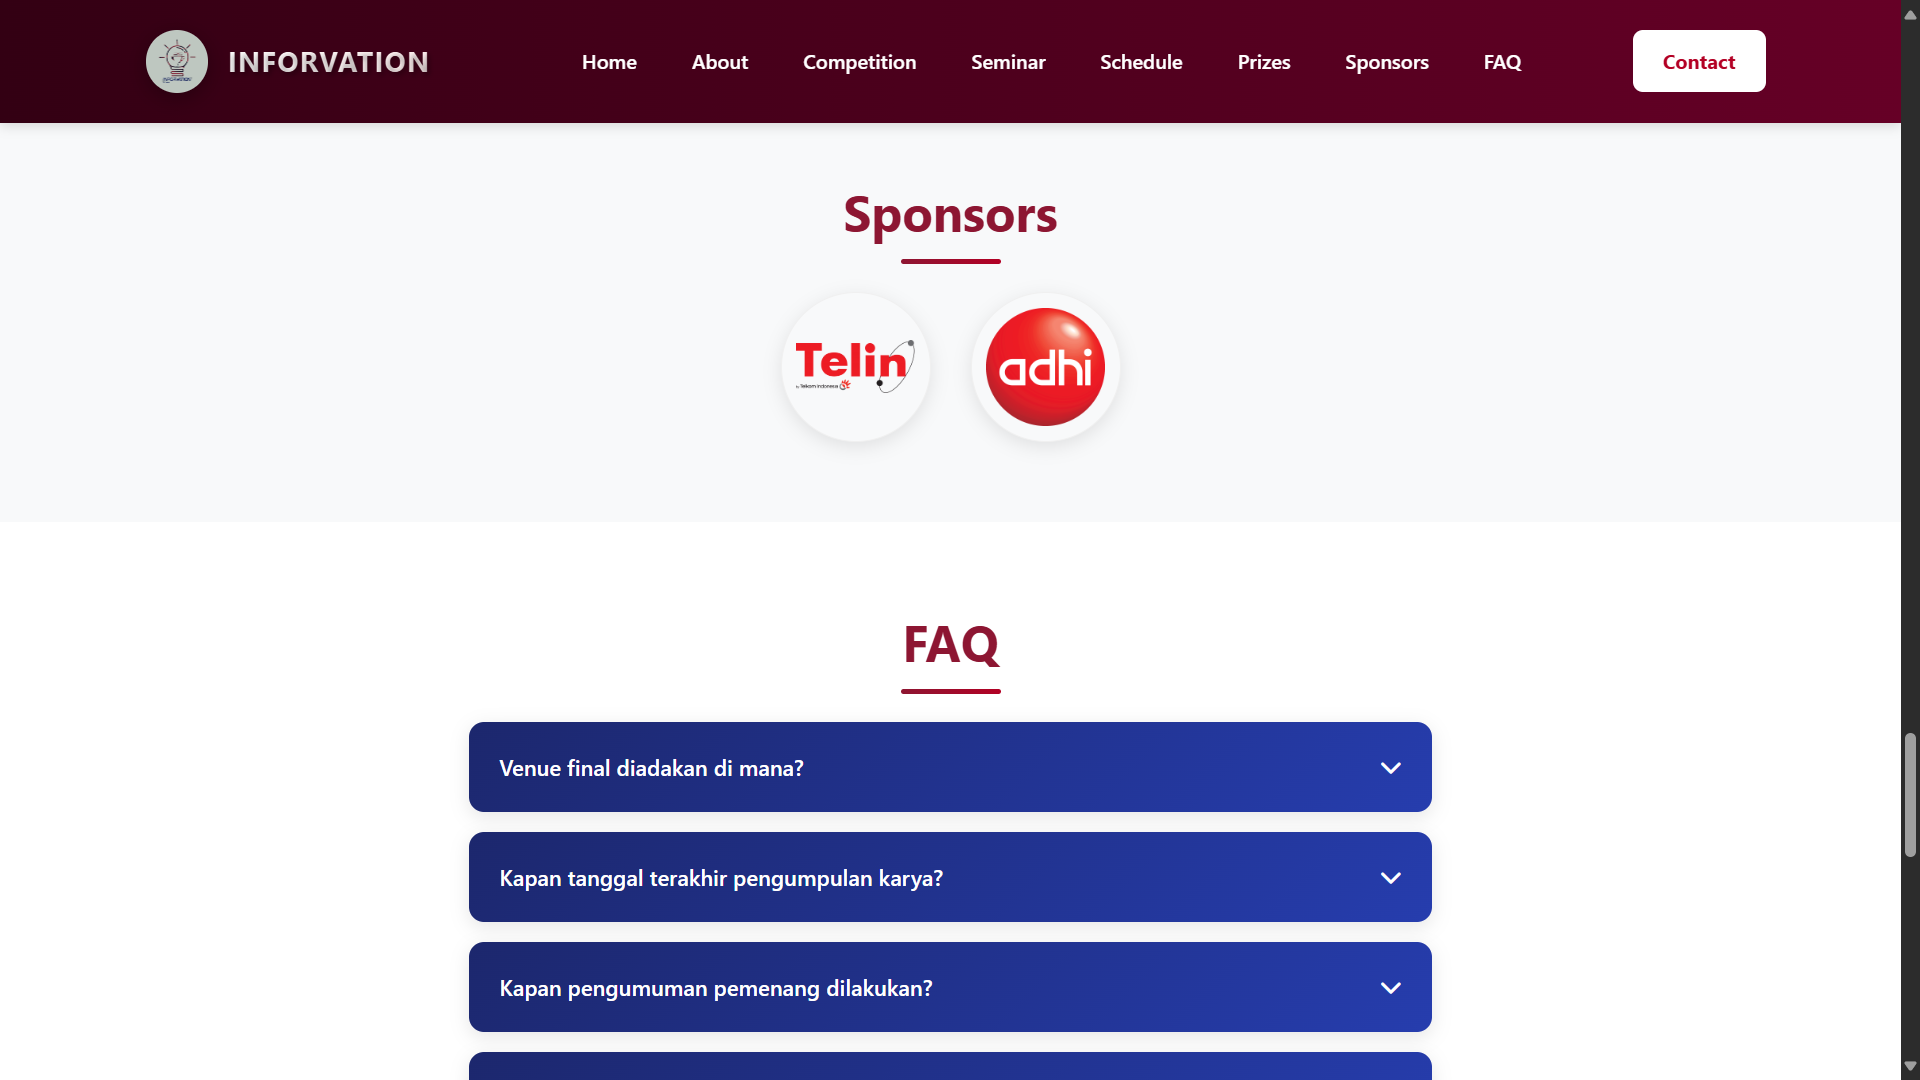 INFORVATION
Home
About
Competition
Seminar
Schedule
Prizes
Sponsors
FAQ
Contact
Sponsors
Telin
by Telkom Indonesia
adhi
FAQ
Venue final diadakan di mana?
Kapan tanggal terakhir pengumpulan karya?
Kapan pengumuman pemenang dilakukan?